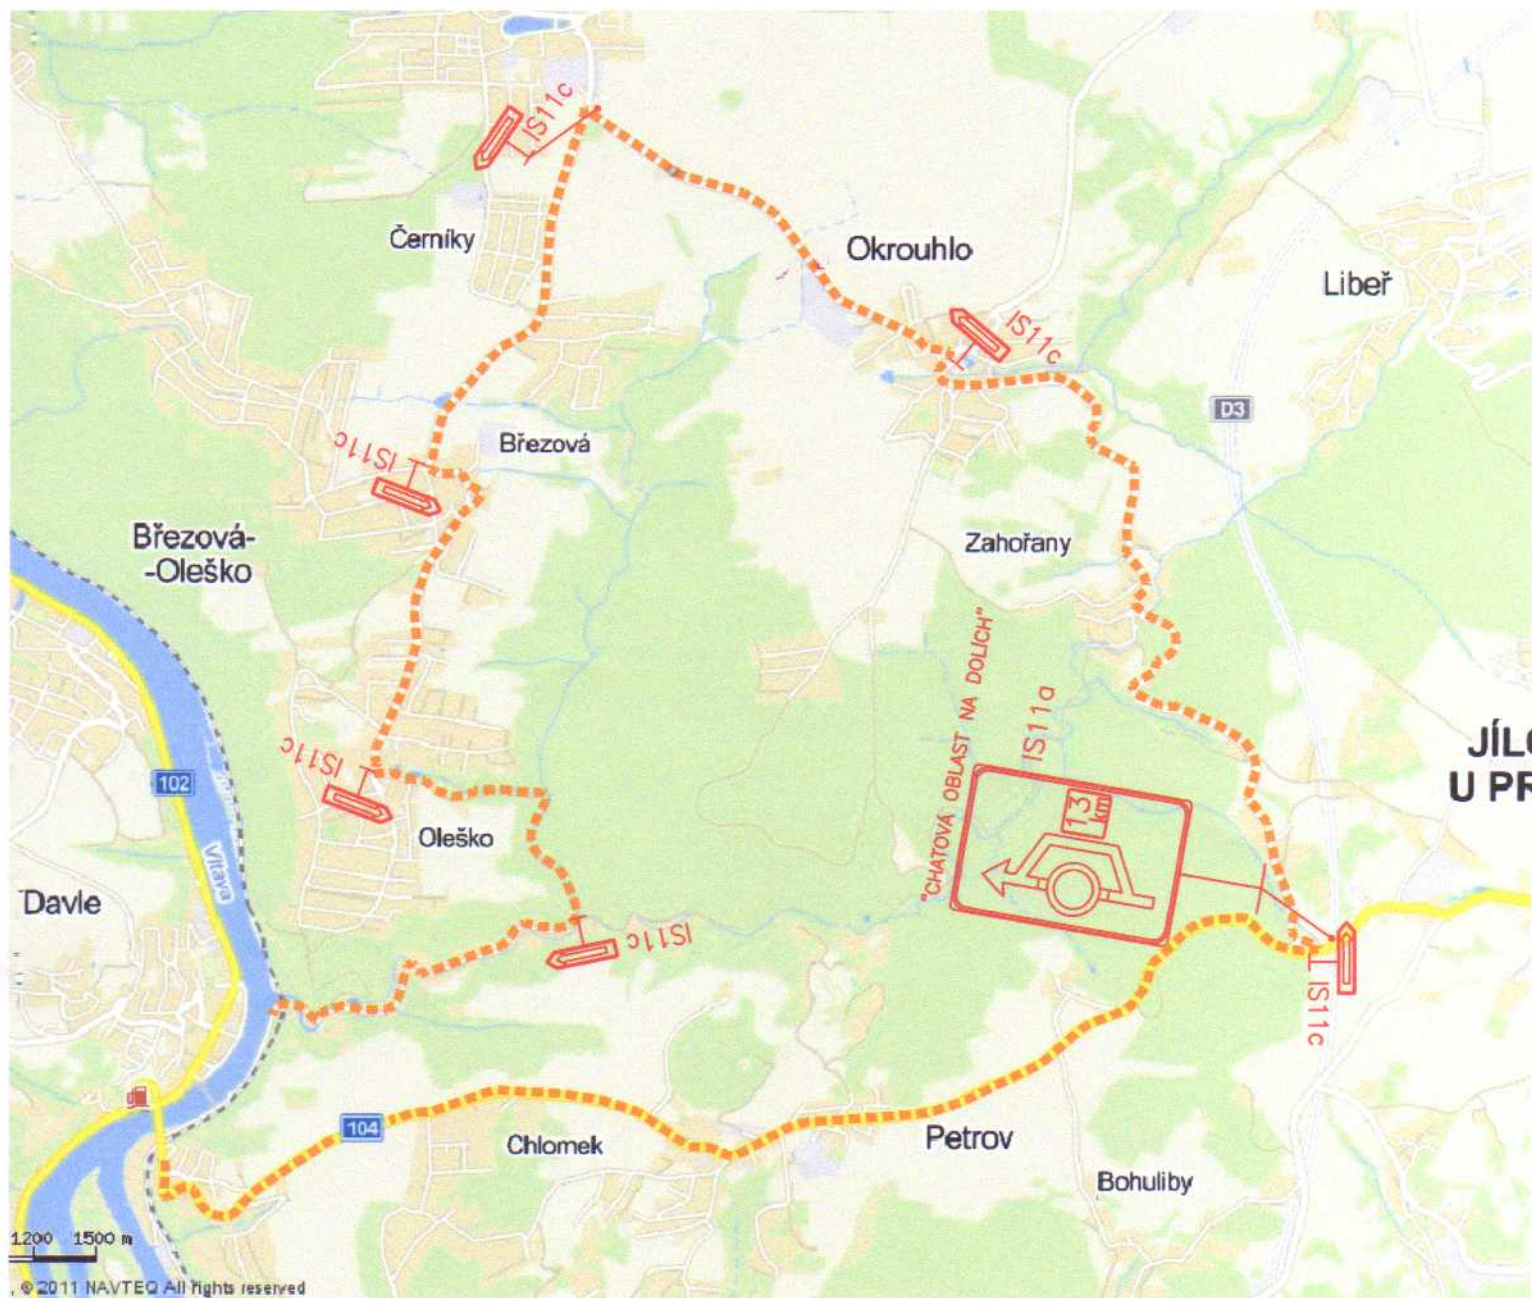 IS11c
Černíky
Okrouhlo
Libeř
IS11c
D3
IS11c
Březová
Březová-
-Oleško
Zahořany
"CHATOVÁ OBLAST NA DOLÍCH"
IS11a
JÍL
U PR
IS11c
102
13
km
Oleško
Vltava
Davle
IS11c
IS11c
104
Chlomek
Petrov
Bohuliby
1200 1500 m
, © 2011 NAVTEQ All rights reserved